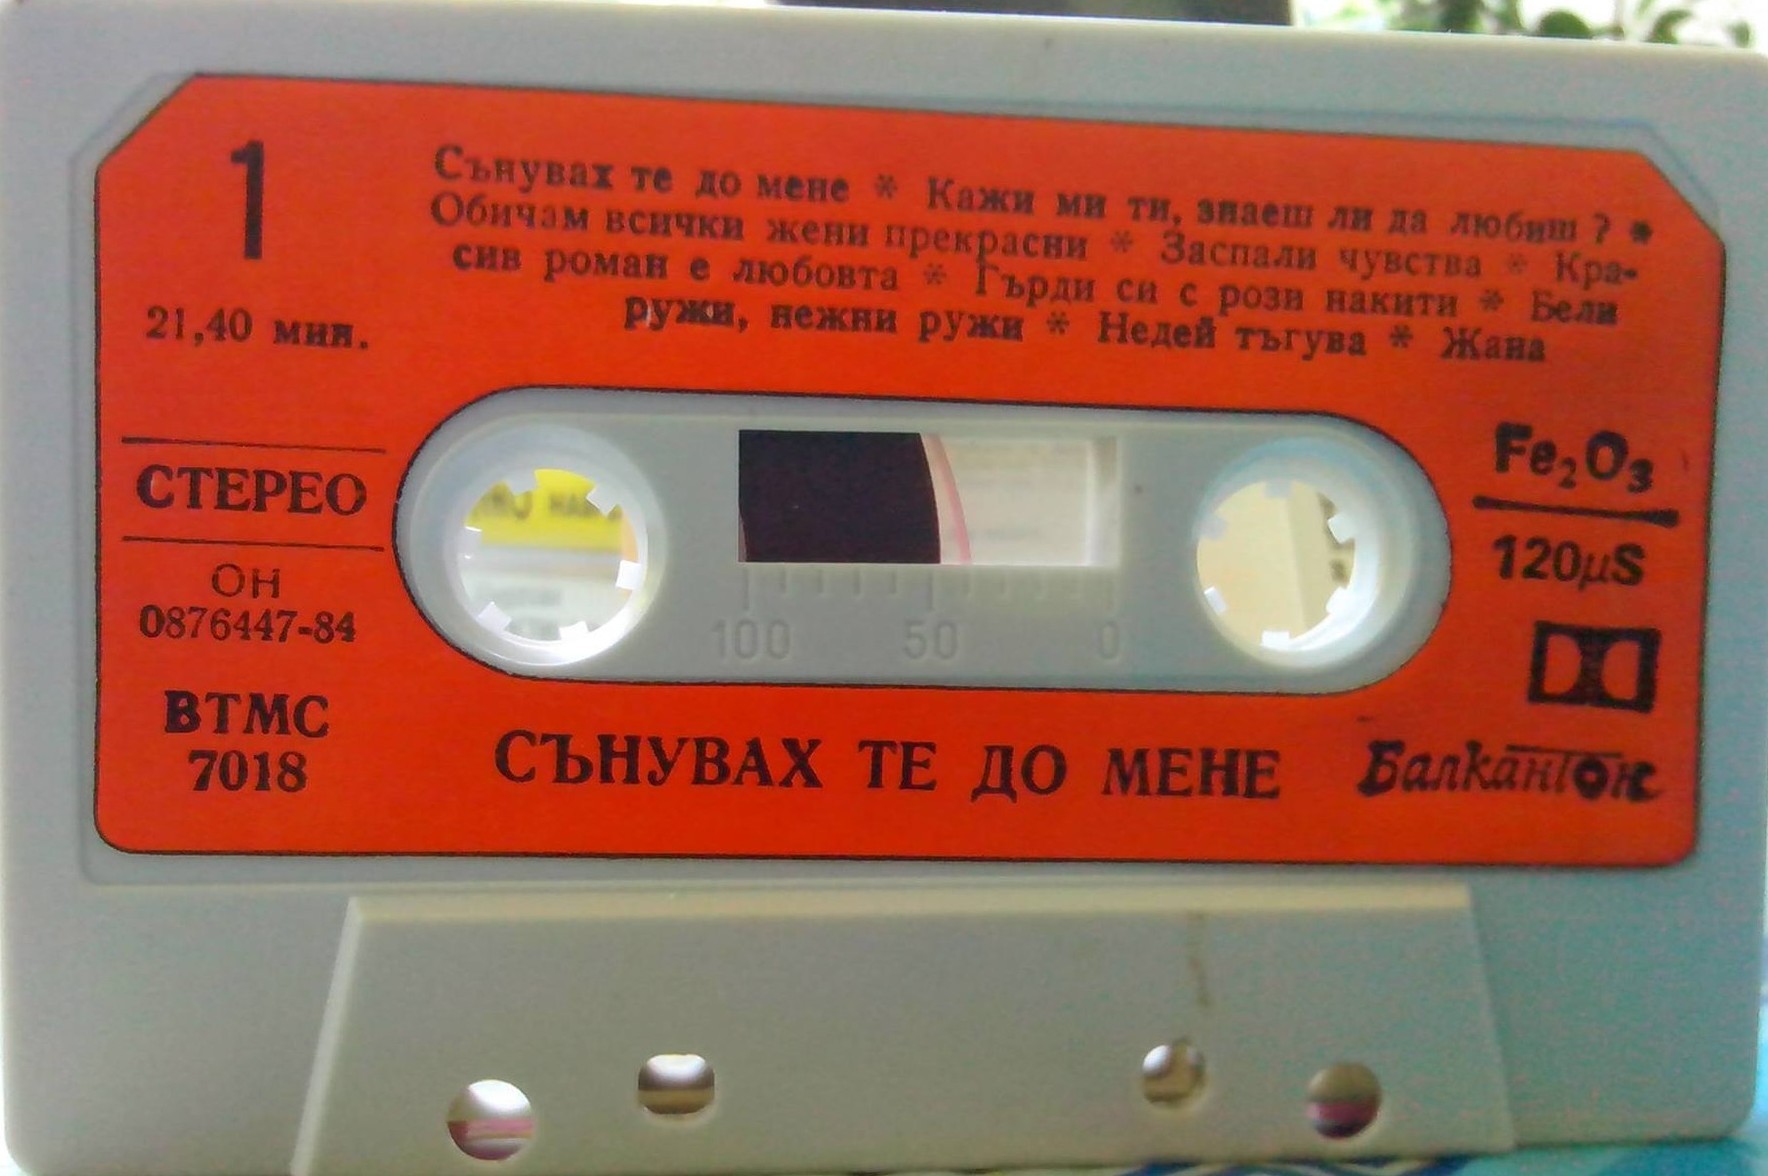 1
21,40 мин.
Сънувах те до мене * Кажи ми ти, знаеш ли да любиш ? *
Обичам всички жени прекрасни * Заспали чувства * Кра-
сив роман е любовта * Гърди си с рози накити * Бели
ружи, нежни ружи * Недей тъгува * Жана
СТЕРЕО
ОН
0876447-84
ВТМС
7018
100 50 0
Fe₂O₃
120µS
СЪНУВАХ ТЕ ДО МЕНЕ
Балкантон